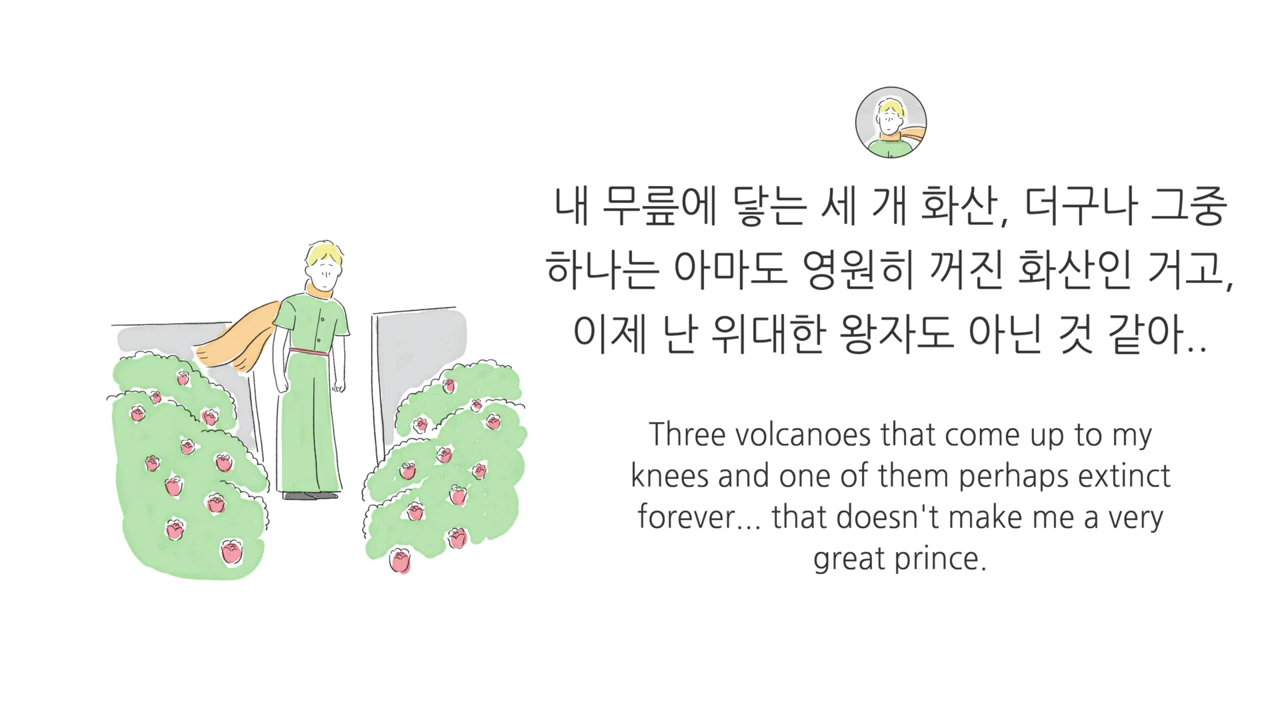 내 무릎에 닿는 세 개 화산, 더구나 그중
하나는 아마도 영원히 꺼진 화산인 거고,
이제 난 위대한 왕자도 아닌 것 같아..
Three volcanoes that come up to my
knees and one of them perhaps extinct
forever... that doesn't make me a very
great prince.